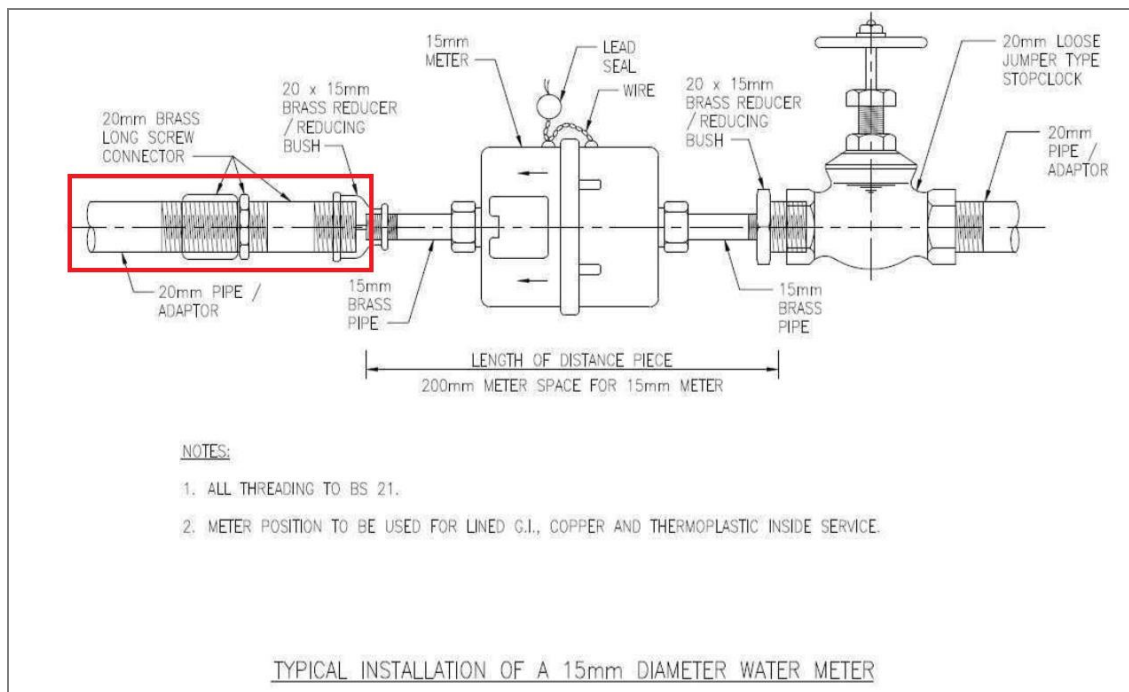 15mm
METER
LEAD
SEAL
WIRE
20mm LOOSE
JUMPER TYPE
STOPCLOCK
20 x 15mm
BRASS REDUCER
/REDUCING
BUSH
20 x 15mm
BRASS REDUCER
/REDUCING
BUSH
20mm BRASS
LONG SCREW
CONNECTOR
20mm
PIPE /
ADAPTOR
20mm PIPE /
ADAPTOR
15mm
BRASS
PIPE
15mm
BRASS
PIPE
LENGTH OF DISTANCE PIECE
200mm METER SPACE FOR 15mm METER
NOTES:
1. ALL THREADING TO BS 21.
2. METER POSITION TO BE USED FOR LINED G.I., COPPER AND THERMOPLASTIC INSIDE SERVICE.
TYPICAL INSTALLATION OF A 15mm DIAMETER WATER METER